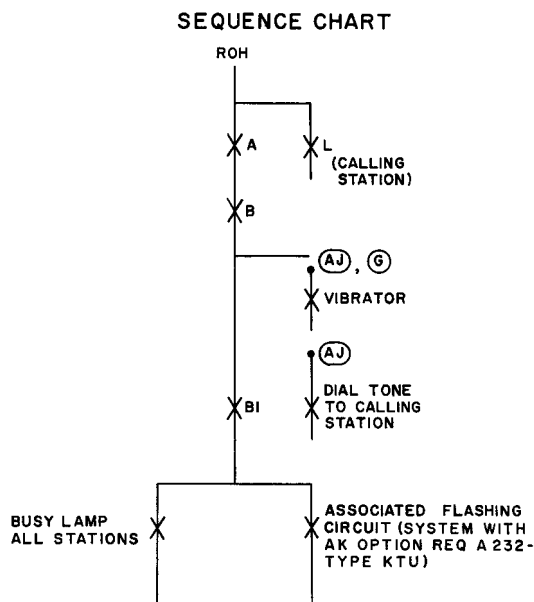 SEQUENCE CHART
ROH
A
L
(CALLING
STATION)
B
AJ, G
VIBRATOR
AJ
DIAL TONE
TO CALLING
STATION
B1
BUSY LAMP
ALL STATIONS
ASSOCIATED FLASHING
CIRCUIT (SYSTEM WITH
AK OPTION REQ A 232-
TYPE KTU)